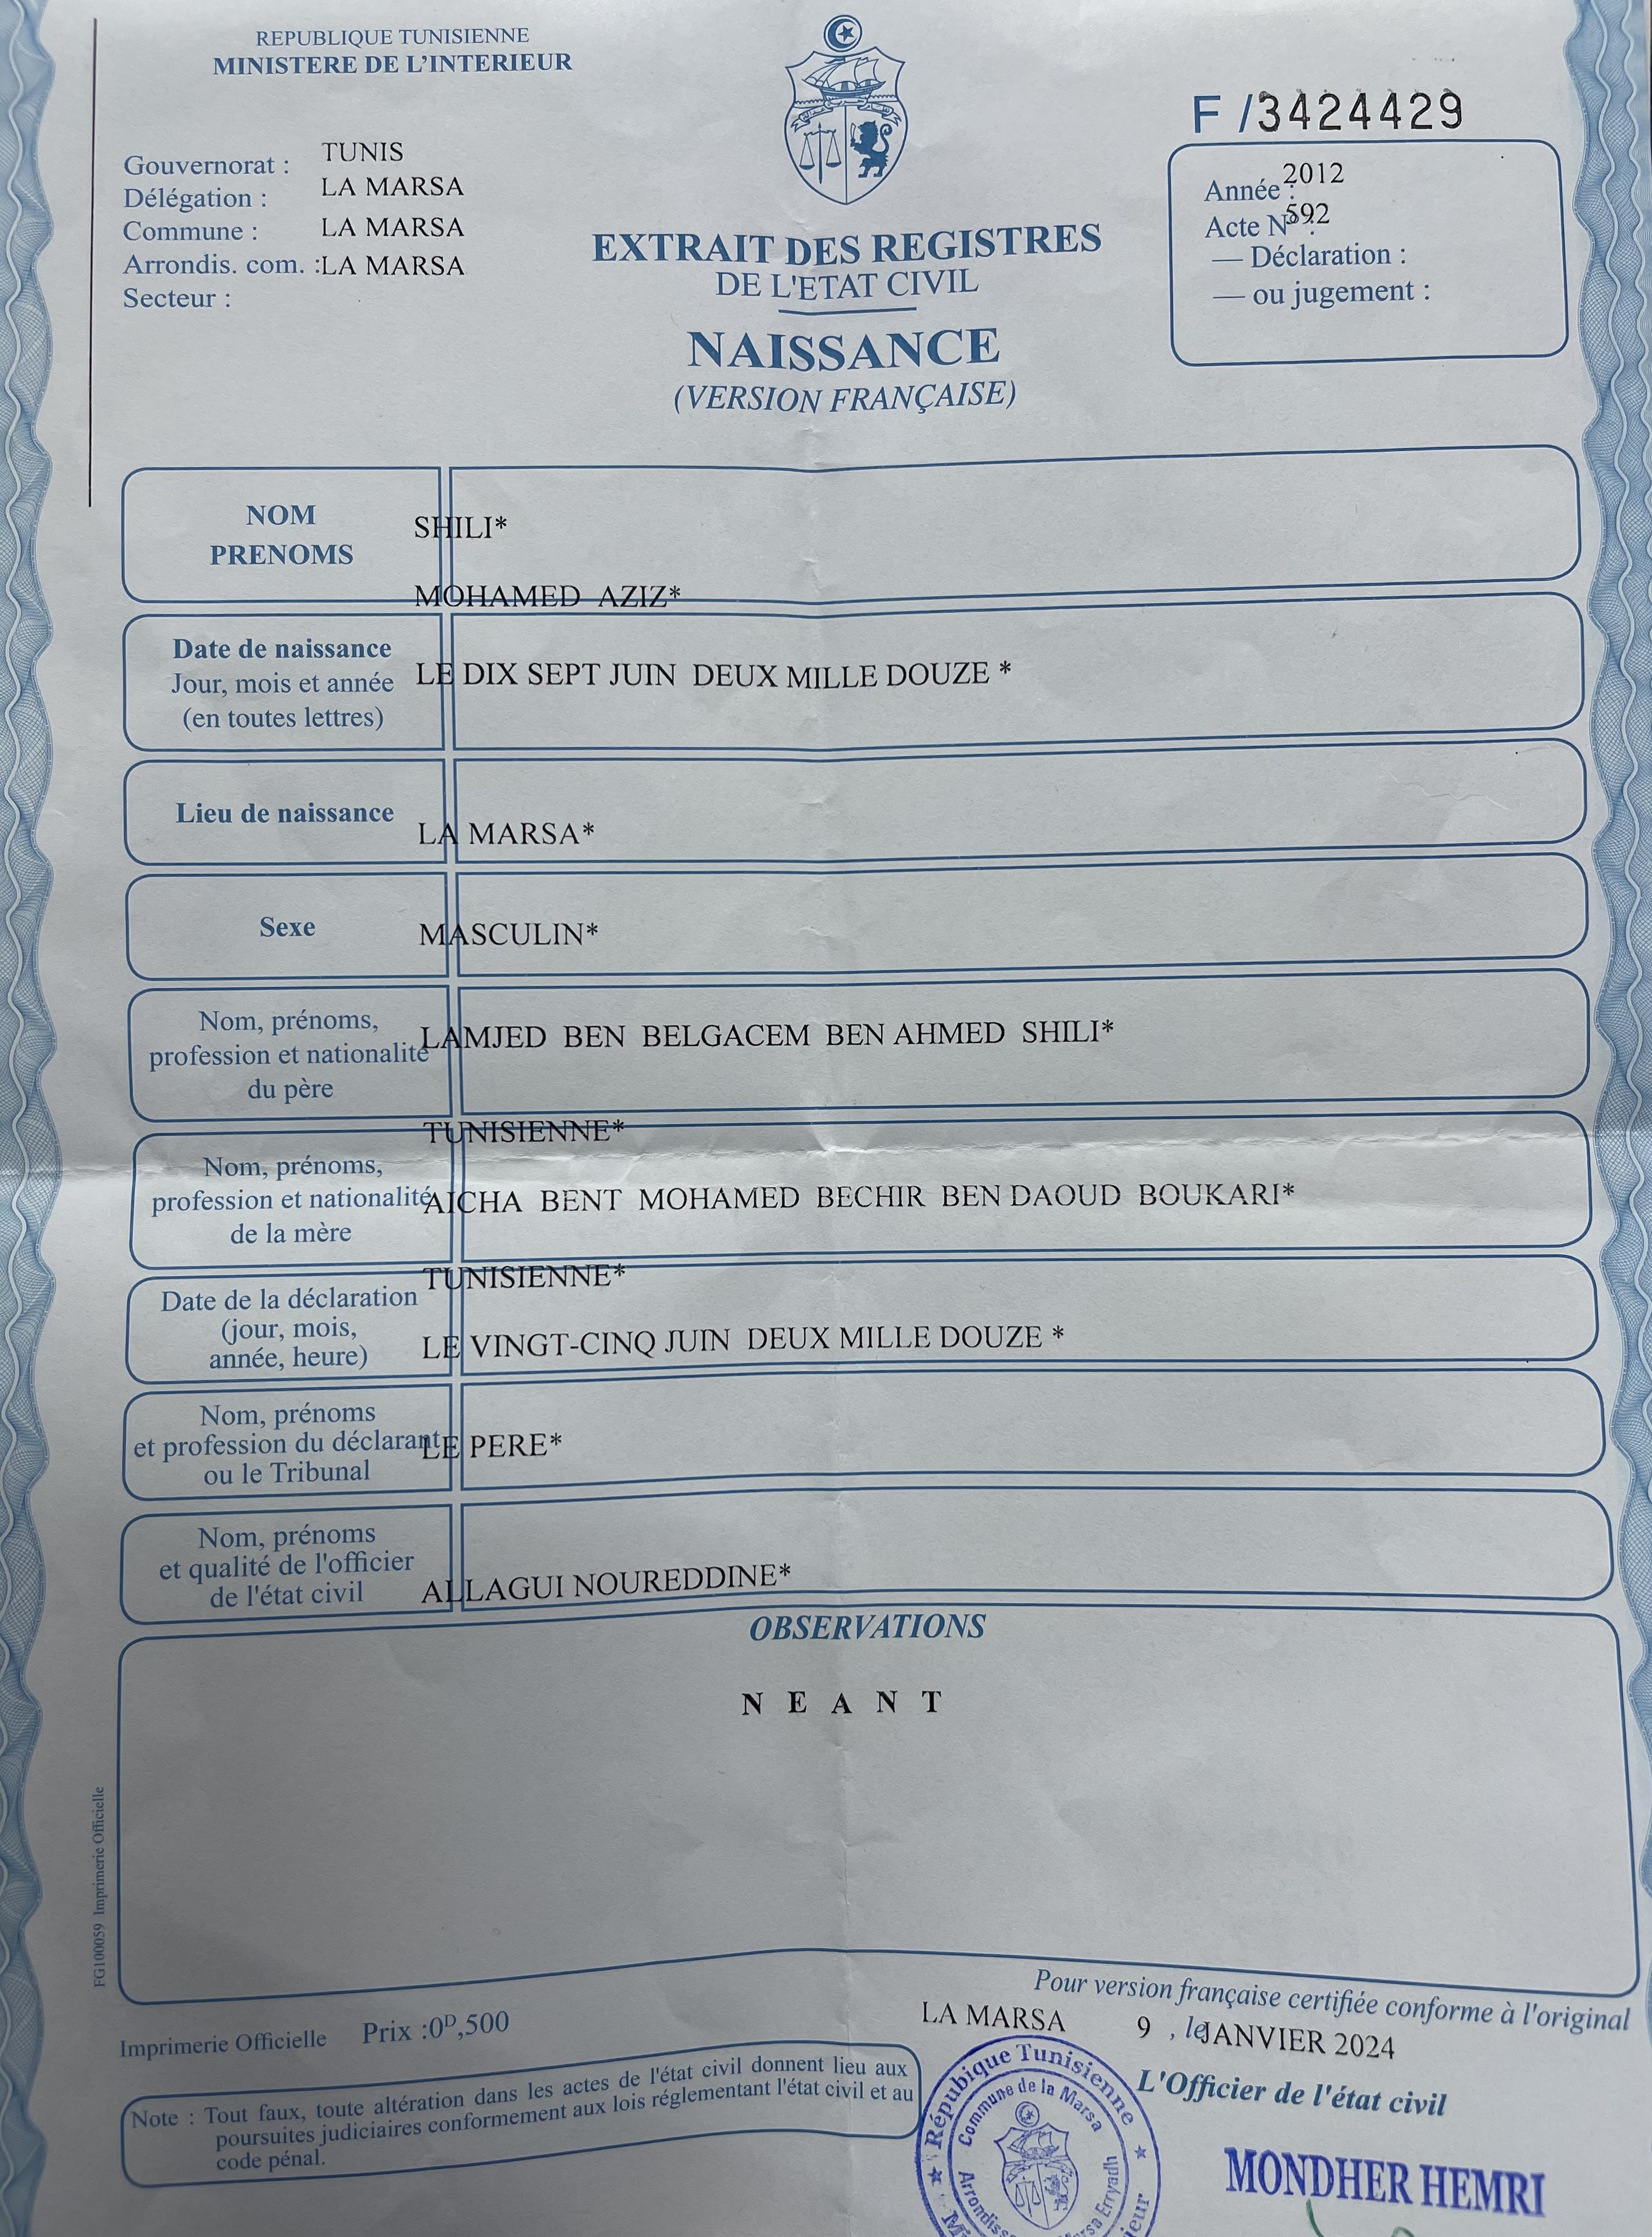 REPUBLIQUE TUNISIENNE
MINISTERE DE L'INTERIEUR
F /3424429
Gouvernorat : TUNIS
Délégation : LA MARSA
Commune : LA MARSA
Arrondis. com. : LA MARSA
Secteur :
Année : 2012
Acte N° : 592
— Déclaration :
— ou jugement :
EXTRAIT DES REGISTRES
DE L'ETAT CIVIL
NAISSANCE
(VERSION FRANÇAISE)
NOM
PRENOMS
SHILI*
MOHAMED AZIZ*
Date de naissance
Jour, mois et année
(en toutes lettres)
LE DIX SEPT JUIN DEUX MILLE DOUZE *
Lieu de naissance
LA MARSA*
Sexe
MASCULIN*
Nom, prénoms,
profession et nationalité
du père
LAMJED BEN BELGACEM BEN AHMED SHILI*
TUNISIENNE*
Nom, prénoms,
profession et nationalité
de la mère
AICHA BENT MOHAMED BECHIR BEN DAOUD BOUKARI*
TUNISIENNE*
Date de la déclaration
(jour, mois,
année, heure)
LE VINGT-CINQ JUIN DEUX MILLE DOUZE *
Nom, prénoms
et profession du déclarant
ou le Tribunal
LE PERE*
Nom, prénoms
et qualité de l'officier
de l'état civil
ALLAGUI NOUREDDINE*
OBSERVATIONS
N E A N T
FG100059 Imprimerie Officielle
Pour version française certifiée conforme à l'original
LA MARSA 9 , le JANVIER 2024
L'Officier de l'état civil
MONDHER HEMRI
Imprimerie Officielle Prix :0ᴰ,500
Note : Tout faux, toute altération dans les actes de l'état civil donnent lieu aux
poursuites judiciaires conformement aux lois réglementant l'état civil et au
code pénal.
Répubique Tunisienne
Commune de la Marsa